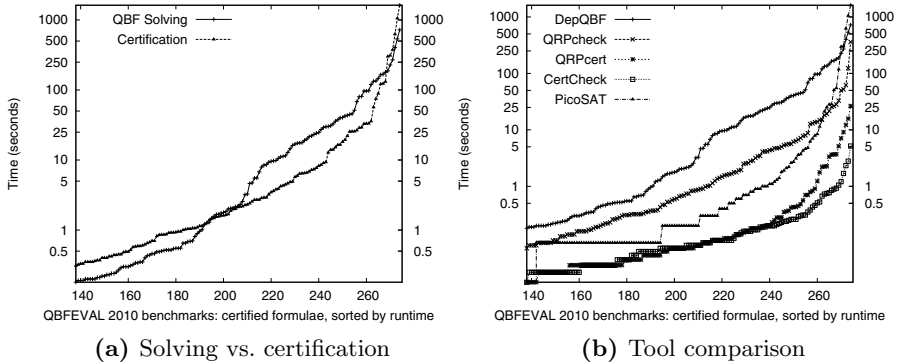 1000
500
250
100
50
25
10
5
1
0.5
Time (seconds)
QBF Solving
Certification
1000
500
250
100
50
25
10
5
1
0.5
140 160 180 200 220 240 260
QBFEVAL 2010 benchmarks: certified formulae, sorted by runtime
(a) Solving vs. certification
1000
500
250
100
50
25
10
5
1
0.5
Time (seconds)
DepQBF
QRPcheck
QRPcert
CertCheck
PicoSAT
1000
500
250
100
50
25
10
5
1
0.5
140 160 180 200 220 240 260
QBFEVAL 2010 benchmarks: certified formulae, sorted by runtime
(b) Tool comparison